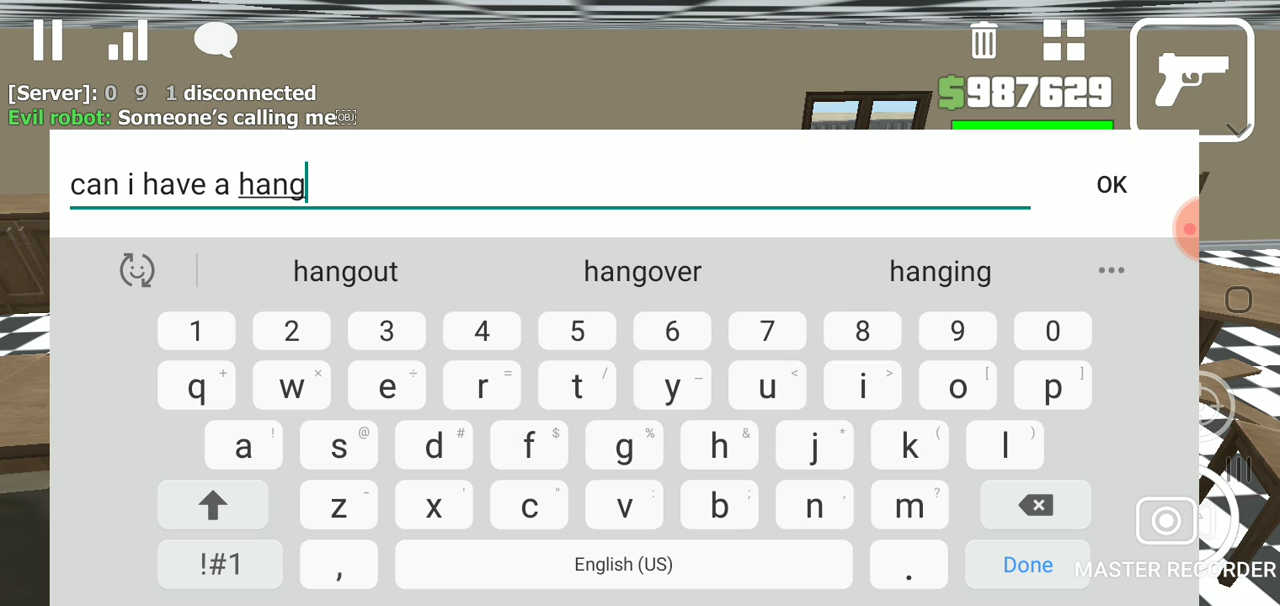 [Server]: 0 9 1 disconnected
$987629
Evil robot: Someone's calling me
can i have a hang
OK
hangout hangover hanging
1 2 3 4 5 6 7 8 9 0
q + w × e ÷ r = t / y _ u < i > o [ p ]
a ! s @ d # f $ g % h & j * k ( l )
z - x ' c " v : b ; n , m ?
!#1 , English (US) . Done
MASTER RECORDER